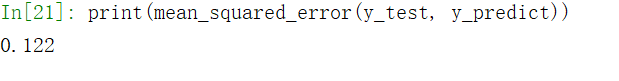 In[21]: print(mean_squared_error(y_test, y_predict))
0.122